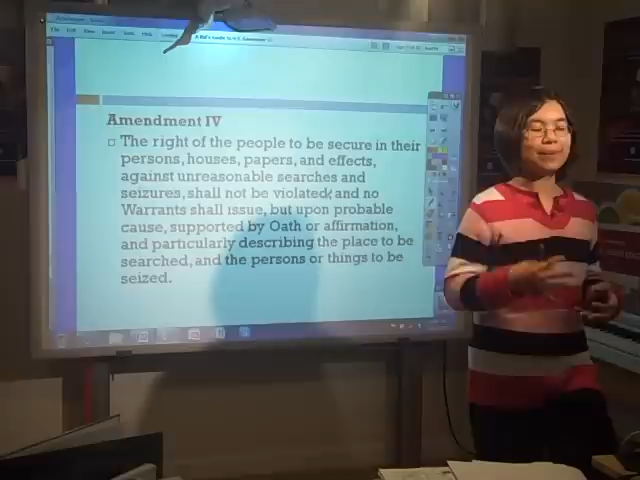 Amendment IV
The right of the people to be secure in their
persons, houses, papers, and effects,
against unreasonable searches and
seizures, shall not be violated, and no
Warrants shall issue, but upon probable
cause, supported by Oath or affirmation,
and particularly describing the place to be
searched, and the persons or things to be
seized.